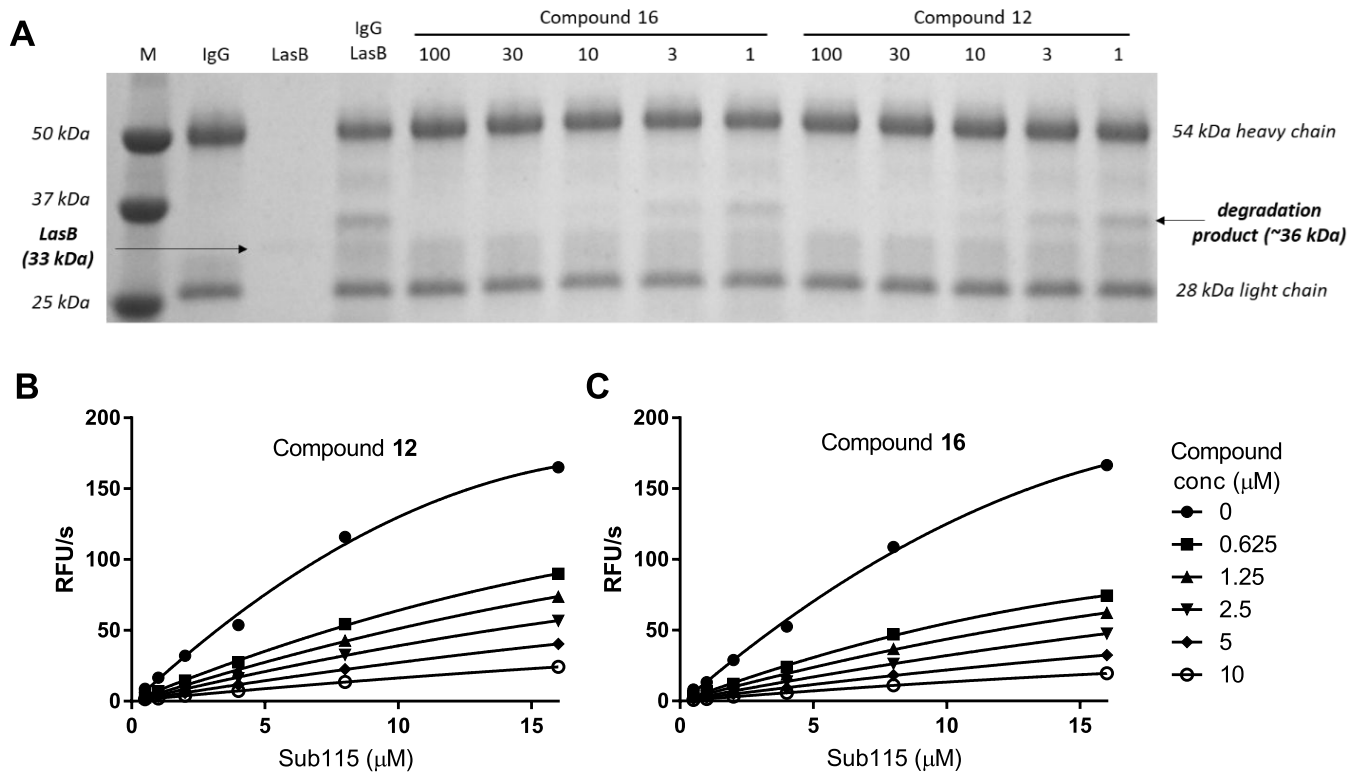 A
Compound 16
Compound 12
M IgG LasB IgG LasB 100 30 10 3 1 100 30 10 3 1
50 kDa
54 kDa heavy chain
37 kDa
LasB
(33 kDa)
degradation
product (~36 kDa)
25 kDa
28 kDa light chain
B
Compound 12
RFU/s
200
150
100
50
0
0 5 10 15
Sub115 (μM)
C
Compound 16
RFU/s
200
150
100
50
0
0 5 10 15
Sub115 (μM)
Compound
conc (μM)
0
0.625
1.25
2.5
5
10